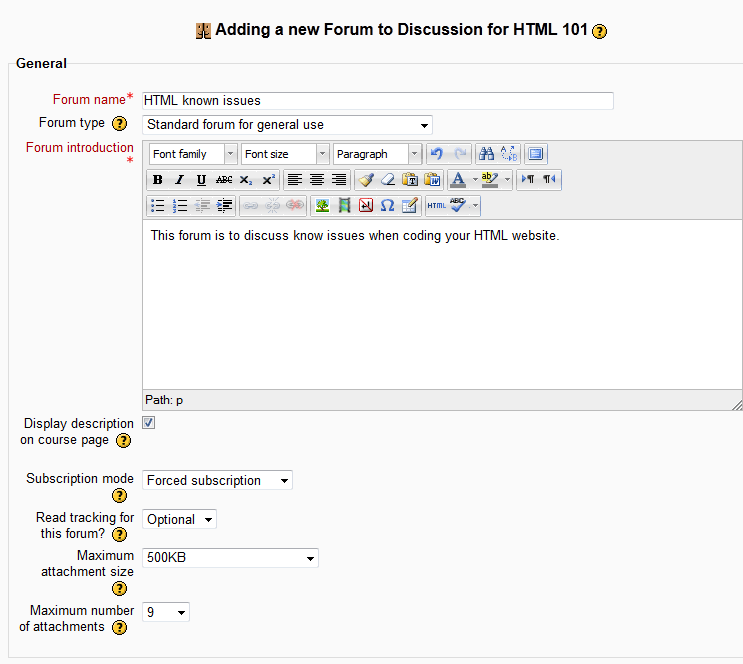 Adding a new Forum to Discussion for HTML 101
General
Forum name* HTML known issues
Forum type Standard forum for general use
Forum introduction
*
Font family Font size Paragraph
B I U ABC x₂ x²
HTML ABC
This forum is to discuss know issues when coding your HTML website.
Path: p
Display description
on course page
Subscription mode Forced subscription
Read tracking for
this forum? Optional
Maximum
attachment size 500KB
Maximum number
of attachments 9